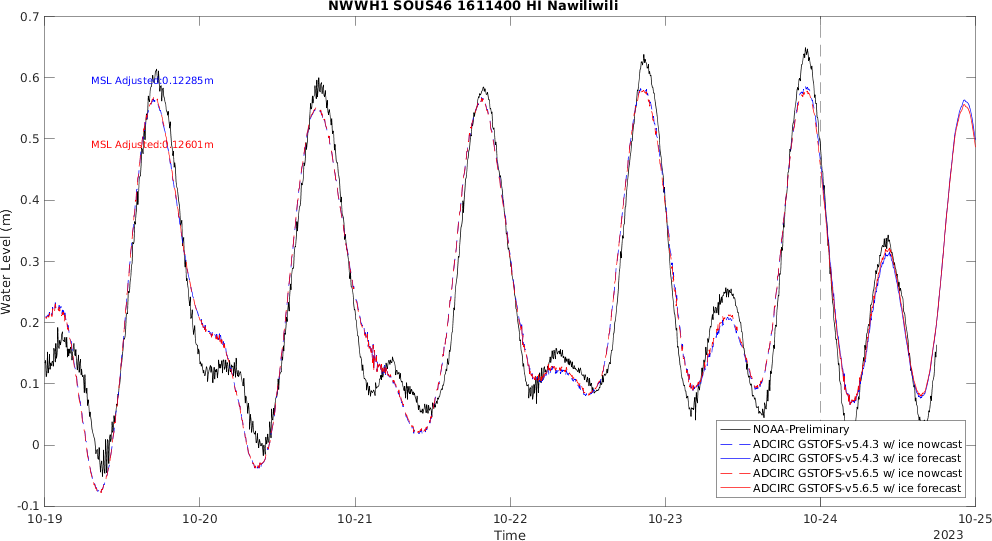 NWWH1 SOUS46 1611400 HI Nawiliwili
0.7
0.6
0.5
0.4
0.3
0.2
0.1
0
-0.1
Water Level (m)
MSL Adjusted:0.12285m
MSL Adjusted:0.12601m
NOAA-Preliminary
ADCIRC GSTOFS-v5.4.3 w/ ice nowcast
ADCIRC GSTOFS-v5.4.3 w/ ice forecast
ADCIRC GSTOFS-v5.6.5 w/ ice nowcast
ADCIRC GSTOFS-v5.6.5 w/ ice forecast
10-19 10-20 10-21 10-22 10-23 10-24 10-25
Time
2023